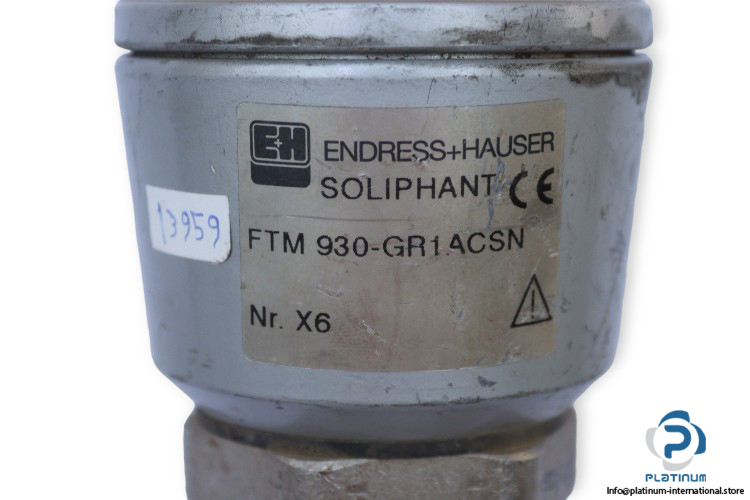 E+H
ENDRESS+HAUSER
SOLIPHANT CE
13959
FTM 930-GR1ACSN
Nr. X6
PLATINUM
Info@platinum-international.store